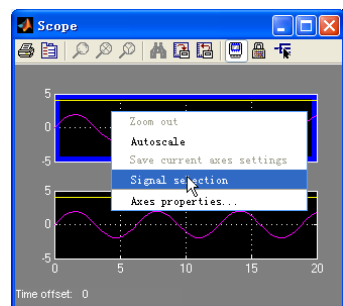 Scope
5
0
-5
Zoom out
Autoscale
Save current axes settings
Signal selection
Axes properties...
5
0
-5
0 5 10 15 20
Time offset: 0